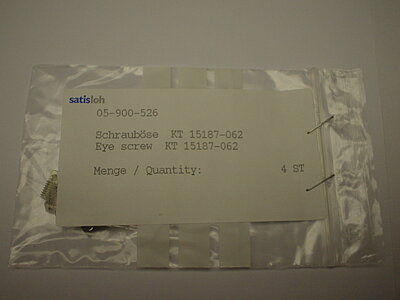 satisloh
05-900-526
Schrauböse KT 15187-062
Eye screw KT 15187-062
Menge / Quantity: 4 ST